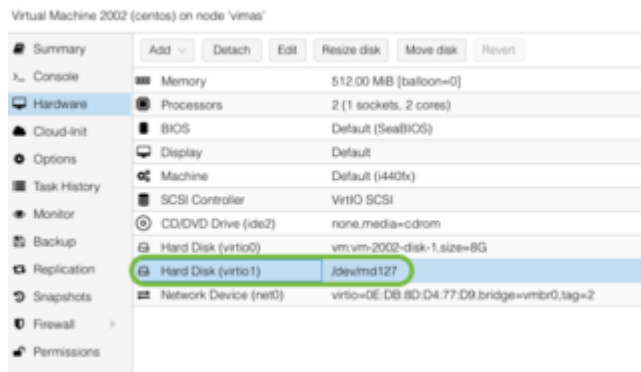 Virtual Machine 2002 (centos) on node 'vimas'
Summary
Add Detach Edit Resize disk Move disk Revert
Console
Memory 512.00 MiB [balloon=0]
Hardware
Processors 2 (1 sockets, 2 cores)
Cloud-Init
BIOS Default (SeaBIOS)
Options
Display Default
Task History
Machine Default (i440fx)
Monitor
SCSI Controller VirtIO SCSI
Backup
CD/DVD Drive (ide2) none,media=cdrom
Replication
Hard Disk (virtio0) vm:vm-2002-disk-1,size=8G
Snapshots
Hard Disk (virtio1) /dev/md127
Firewall
Network Device (net0) virtio=0E:DB:8D:D4:77:D9,bridge=vmbr0,tag=2
Permissions